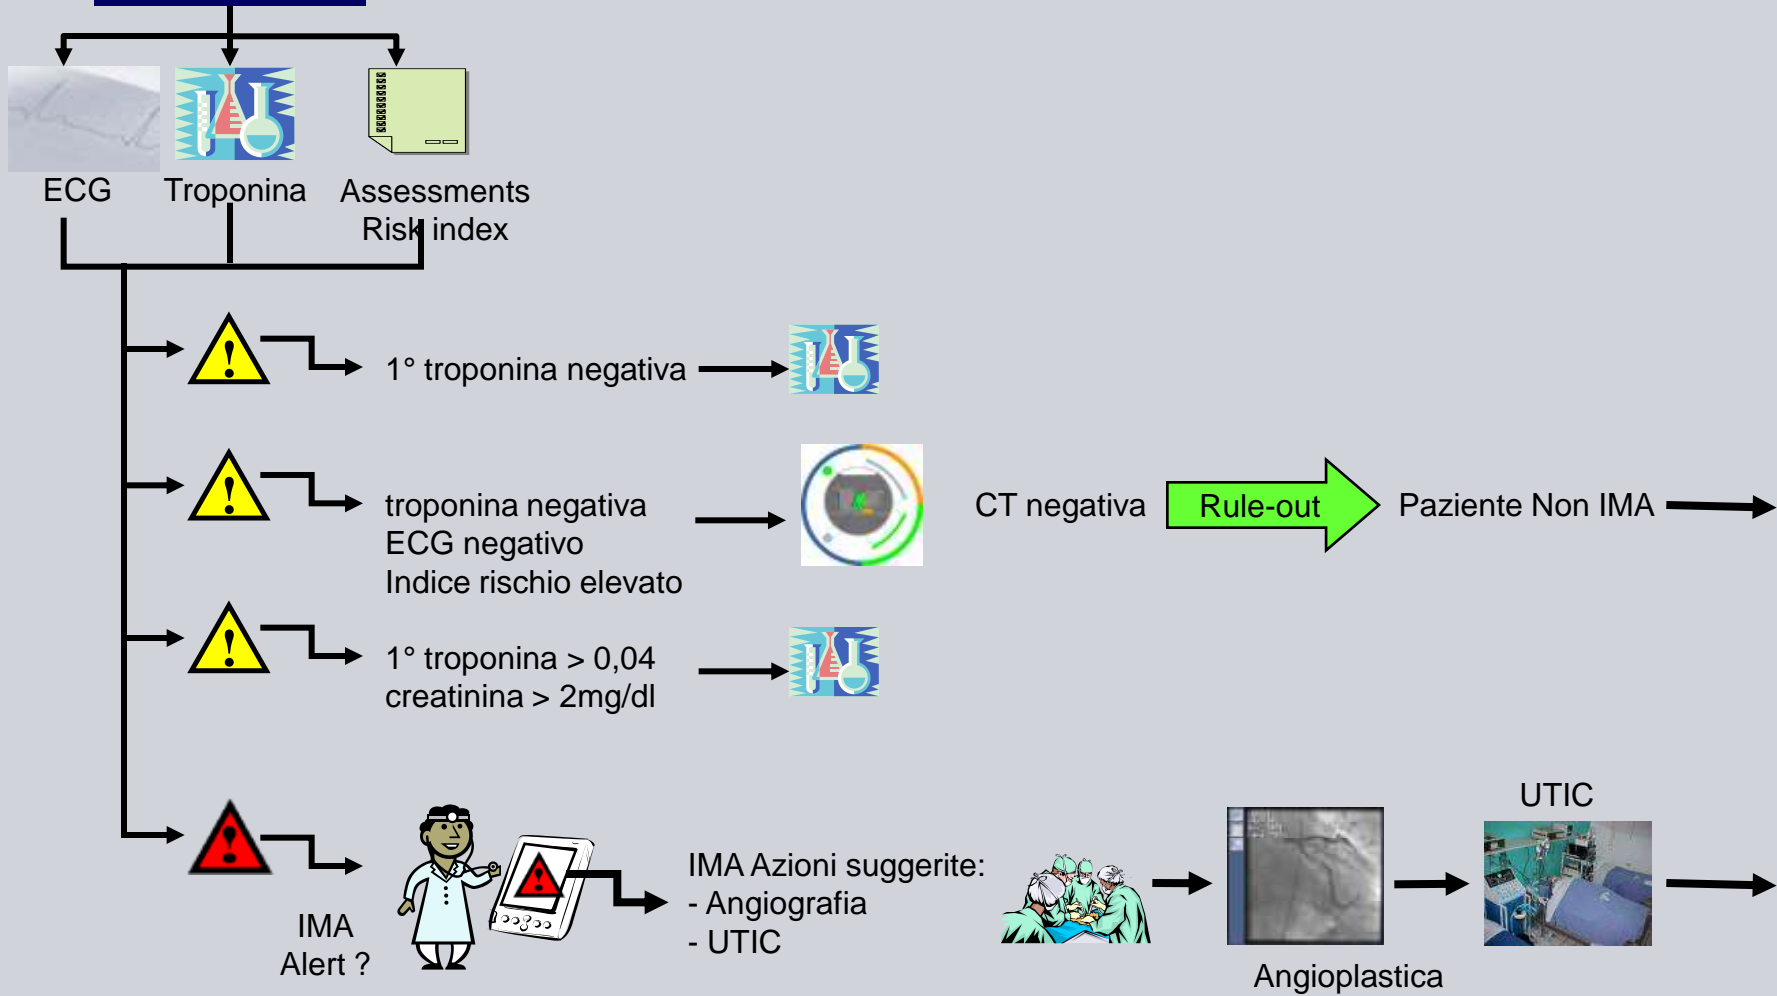 ECG
Troponina
Assessments
Risk index
1° troponina negativa
troponina negativa
ECG negativo
Indice rischio elevato
CT negativa
Rule-out
Paziente Non IMA
1° troponina > 0,04
creatinina > 2mg/dl
IMA
Alert ?
IMA Azioni suggerite:
- Angiografia
- UTIC
Angioplastica
UTIC